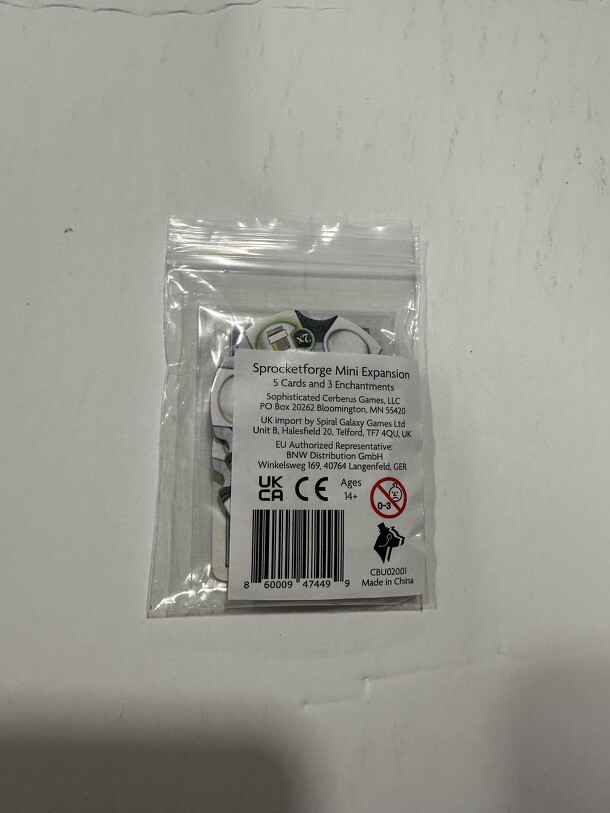 2X
Sprocketforge Mini Expansion
5 Cards and 3 Enchantments
Sophisticated Cerberus Games, LLC
PO Box 20262 Bloomington, MN 55420
UK import by Spiral Galaxy Games Ltd
Unit B, Halesfield 20, Telford, TF7 4QU, UK
EU Authorized Representative:
BNW Distribution GmbH
Winkelsweg 169, 40764 Langenfeld, GER
UK
CA
CE
Ages
14+
0-3
CBU02001
Made in China
8 60009 47449 9